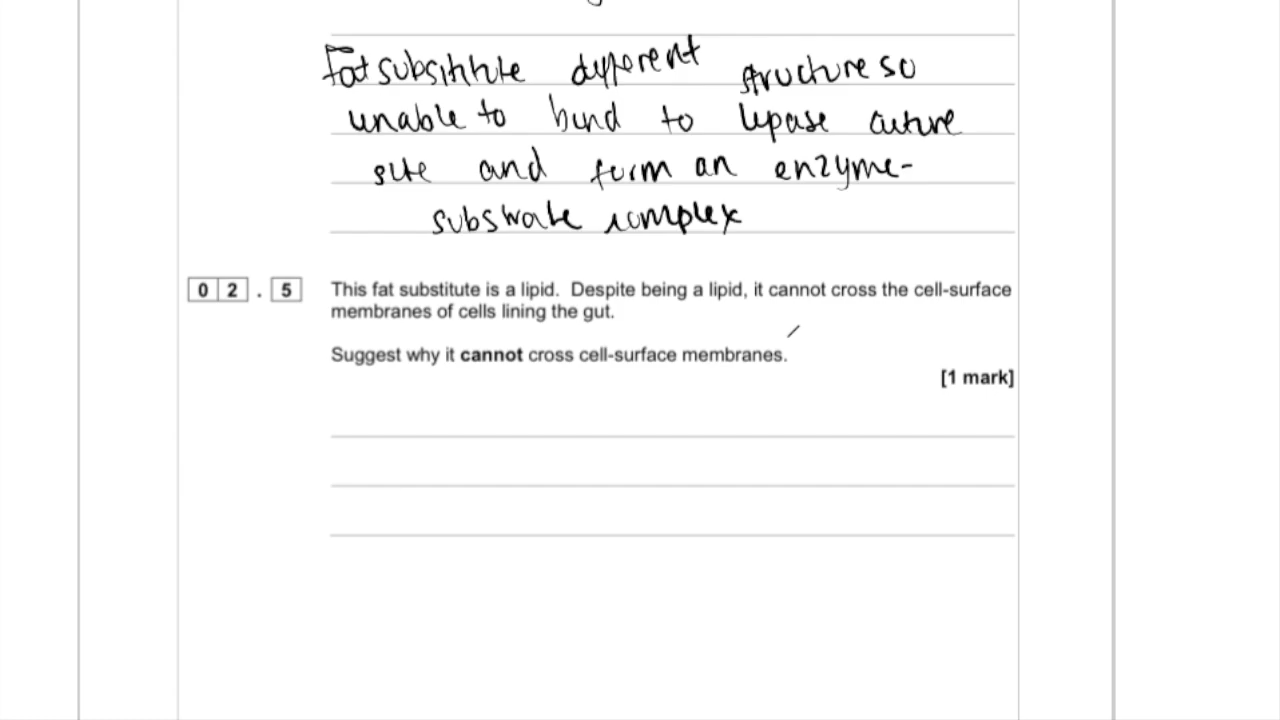 Fat substitute different structure so
unable to bind to lipase active
site and form an enzyme-
substrate complex
0 2 . 5 This fat substitute is a lipid. Despite being a lipid, it cannot cross the cell-surface
membranes of cells lining the gut.
Suggest why it cannot cross cell-surface membranes.
[1 mark]